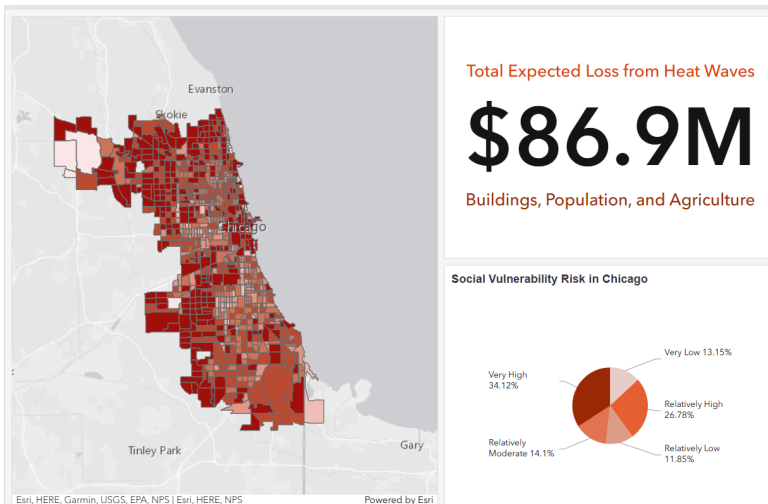 Evanston
Skokie
Chicago
Tinley Park
Gary
Esri, HERE, Garmin, USGS, EPA, NPS | Esri, HERE, NPS
Powered by Esri
Total Expected Loss from Heat Waves
$86.9M
Buildings, Population, and Agriculture
Social Vulnerability Risk in Chicago
Very Low 13.15%
Very High
34.12%
Relatively High
26.78%
Relatively
Moderate 14.1%
Relatively Low
11.85%